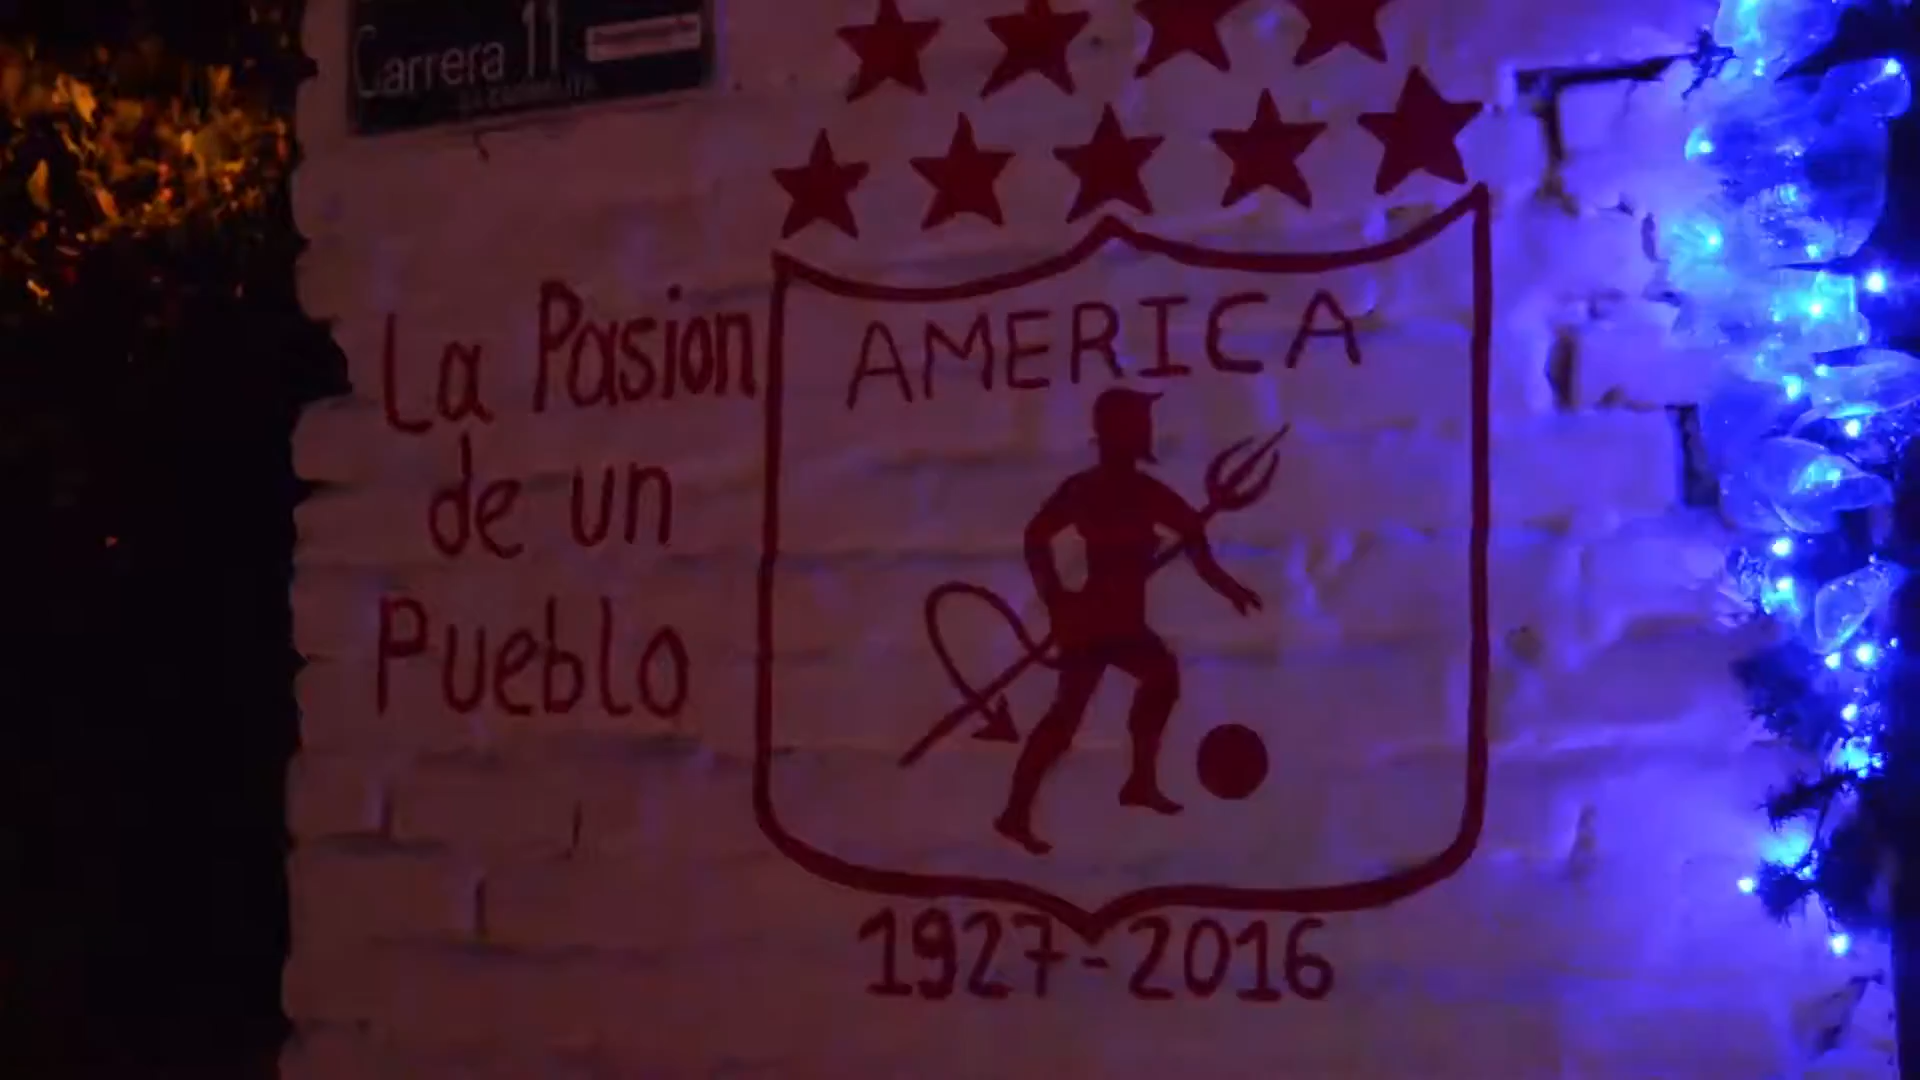 Carrera 11
La Pasion
de un
Pueblo
AMERICA
1927-2016